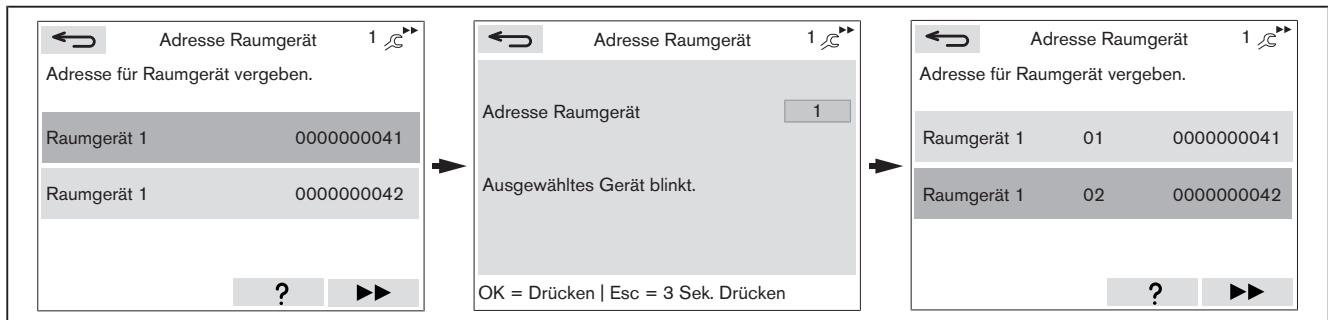 Adresse Raumgerät 1
Adresse für Raumgerät vergeben.
Raumgerät 1 0000000041
Raumgerät 1 0000000042
?
Adresse Raumgerät 1
Adresse Raumgerät 1
Ausgewähltes Gerät blinkt.
OK = Drücken | Esc = 3 Sek. Drücken
Adresse Raumgerät 1
Adresse für Raumgerät vergeben.
Raumgerät 1 01 0000000041
Raumgerät 1 02 0000000042
?